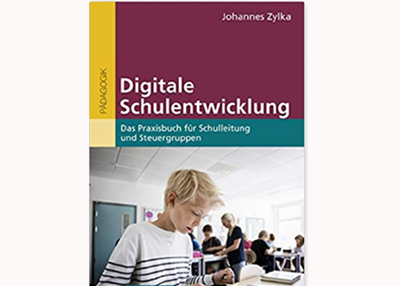 Johannes Zylka
PÄDAGOGIK
Digitale
Schulentwicklung
Das Praxisbuch für Schulleitung
und Steuergruppen